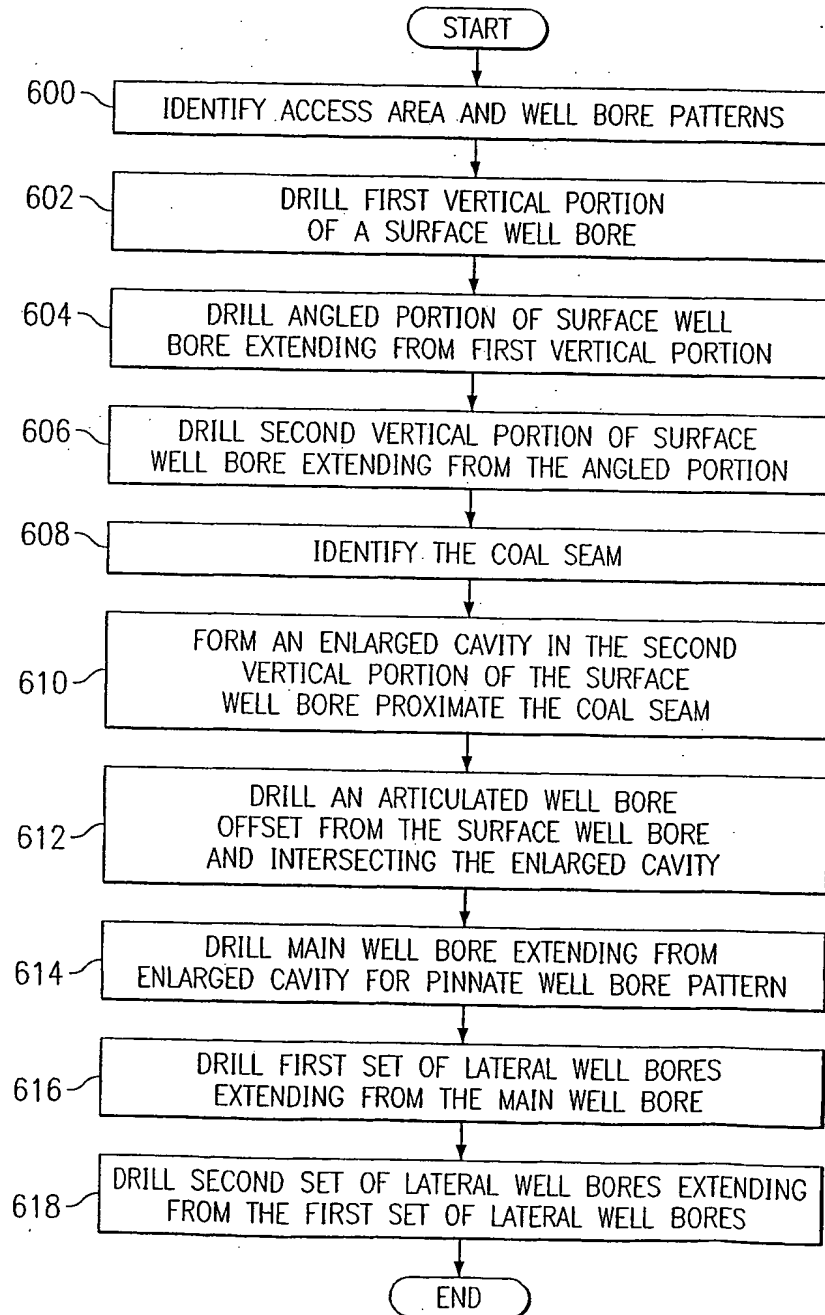 START
600
IDENTIFY ACCESS AREA AND WELL BORE PATTERNS
602
DRILL FIRST VERTICAL PORTION
OF A SURFACE WELL BORE
604
DRILL ANGLED PORTION OF SURFACE WELL
BORE EXTENDING FROM FIRST VERTICAL PORTION
606
DRILL SECOND VERTICAL PORTION OF SURFACE
WELL BORE EXTENDING FROM THE ANGLED PORTION
608
IDENTIFY THE COAL SEAM
610
FORM AN ENLARGED CAVITY IN THE SECOND
VERTICAL PORTION OF THE SURFACE
WELL BORE PROXIMATE THE COAL SEAM
612
DRILL AN ARTICULATED WELL BORE
OFFSET FROM THE SURFACE WELL BORE
AND INTERSECTING THE ENLARGED CAVITY
614
DRILL MAIN WELL BORE EXTENDING FROM
ENLARGED CAVITY FOR PINNATE WELL BORE PATTERN
616
DRILL FIRST SET OF LATERAL WELL BORES
EXTENDING FROM THE MAIN WELL BORE
618
DRILL SECOND SET OF LATERAL WELL BORES EXTENDING
FROM THE FIRST SET OF LATERAL WELL BORES
END